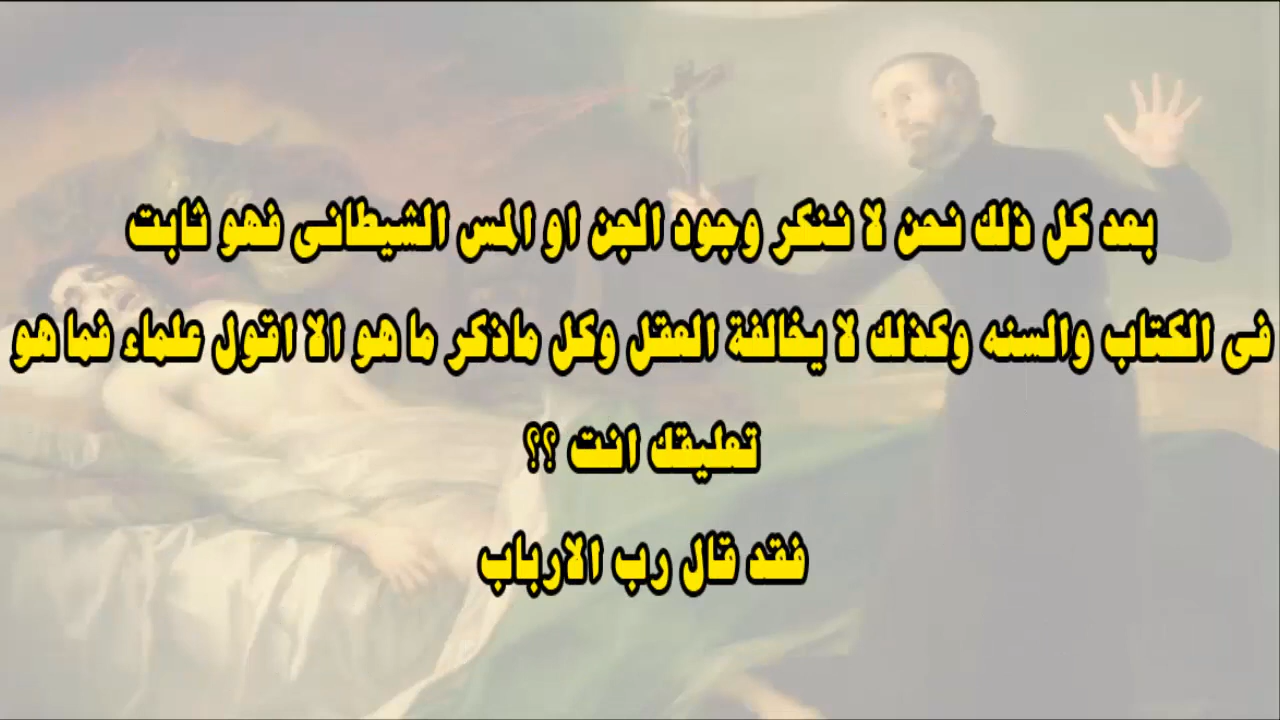 بعد كل ذلك نحن لا ننكر وجود الجن او المس الشيطانى فهو ثابت
فى الكتاب والسنه وكذلك لا يخالفة العقل وكل ماذكر ما هو الا اقول علماء فما هو
تعليقك انت ؟؟
فقد قال رب الارباب